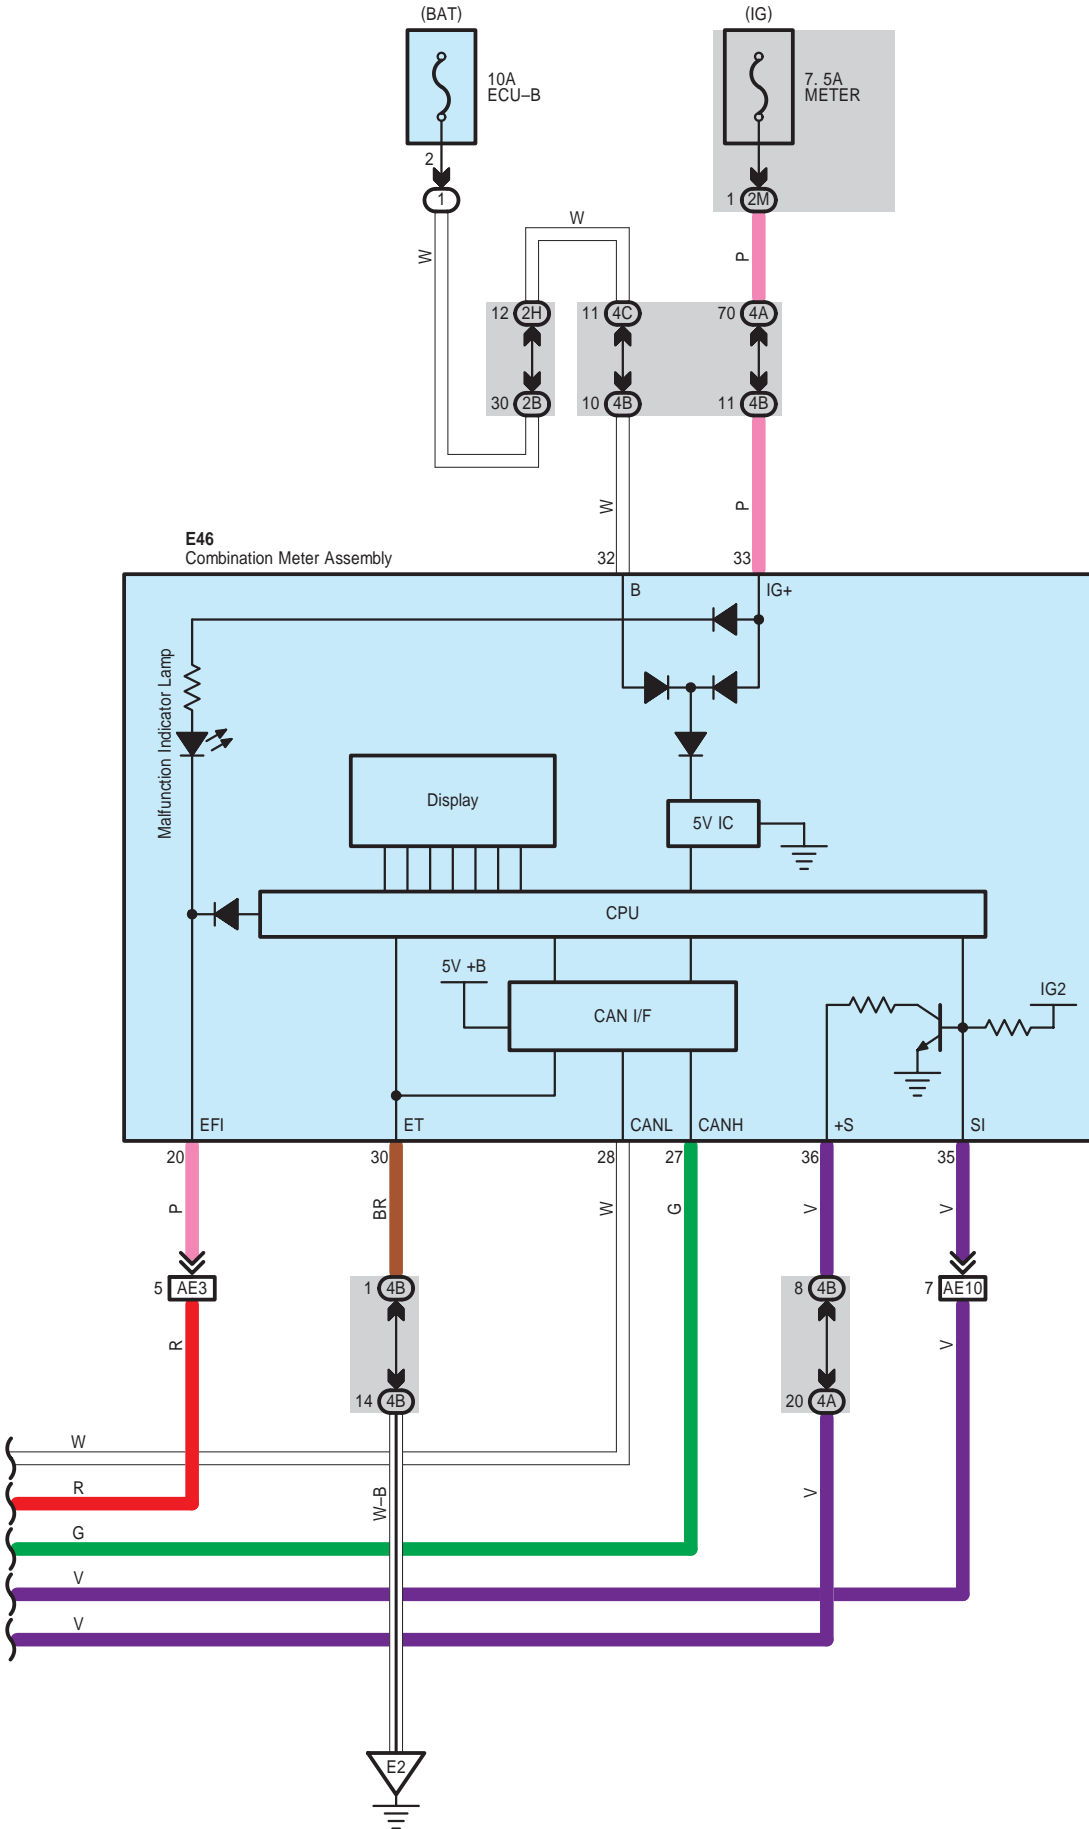 (BAT)
(IG)
10A
ECU–B
7. 5A
METER
2
1
1 2M
W
W
P
12 2H
11 4C
70 4A
30 2B
10 4B
11 4B
W
P
E46
Combination Meter Assembly
32
33
B
IG+
Malfunction Indicator Lamp
Display
5V IC
CPU
5V +B
CAN I/F
IG2
EFI
ET
CANL
CANH
+S
SI
20
30
28
27
36
35
P
BR
W
G
V
V
5 AE3
1 4B
8 4B
7 AE10
R
V
14 4B
20 4A
W
R
W–B
V
G
V
V
E2